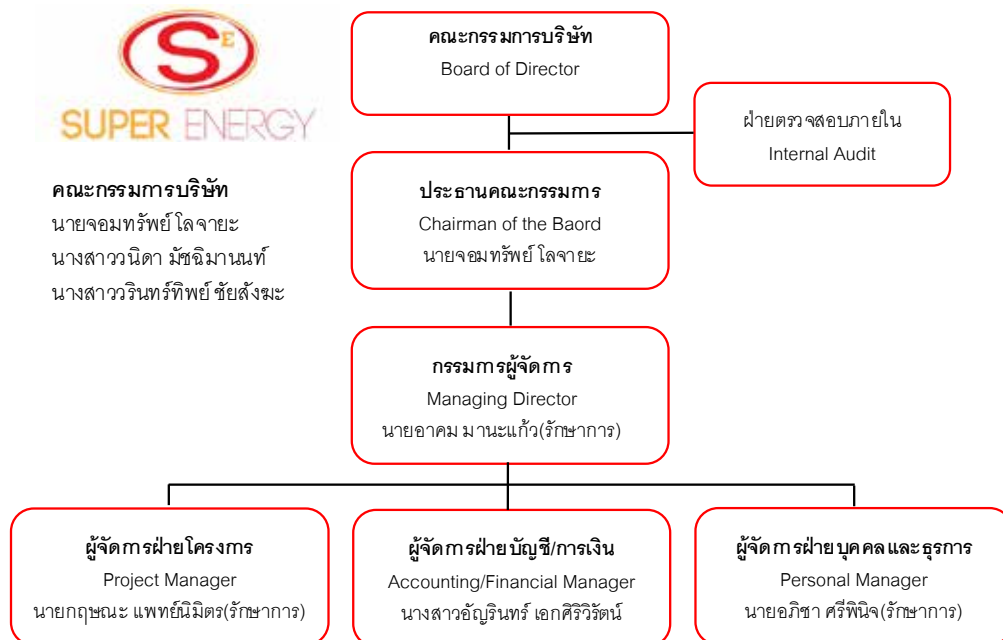 S E
SUPER ENERGY
คณะกรรมการบริษัท
นายจอมทรัพย์ โลจายะ
นางสาววนิดา มัชฉิมานนท์
นางสาววรินทร์ทิพย์ ชัยสังฆะ
คณะกรรมการบริษัท
Board of Director
ฝ่ายตรวจสอบภายใน
Internal Audit
ประธานคณะกรรมการ
Chairman of the Baord
นายจอมทรัพย์ โลจายะ
กรรมการผู้จัดการ
Managing Director
นายอาคม มานะแก้ว(รักษาการ)
ผู้จัดการฝ่ายโครงการ
Project Manager
นายกฤษณะ แพทย์นิมิตร(รักษาการ)
ผู้จัดการฝ่ายบัญชี/การเงิน
Accounting/Financial Manager
นางสาวอัญรินทร์ เอกศิริวิรัตน์
ผู้จัดการฝ่ายบุคคลและธุรการ
Personal Manager
นายอภิชา ศรีพินิจ(รักษาการ)